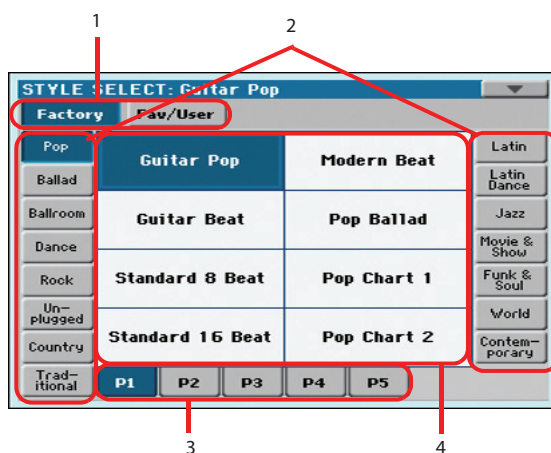 1
2
STYLE SELECT: Guitar Pop
Factory
Fav/User
Pop
Ballad
Ballroom
Dance
Rock
Un-
plugged
Country
Trad-
itional
Guitar Pop
Modern Beat
Guitar Beat
Pop Ballad
Standard 8 Beat
Pop Chart 1
Standard 16 Beat
Pop Chart 2
Latin
Latin
Dance
Jazz
Movie &
Show
Funk &
Soul
World
Contem-
porary
P1
P2
P3
P4
P5
3
4